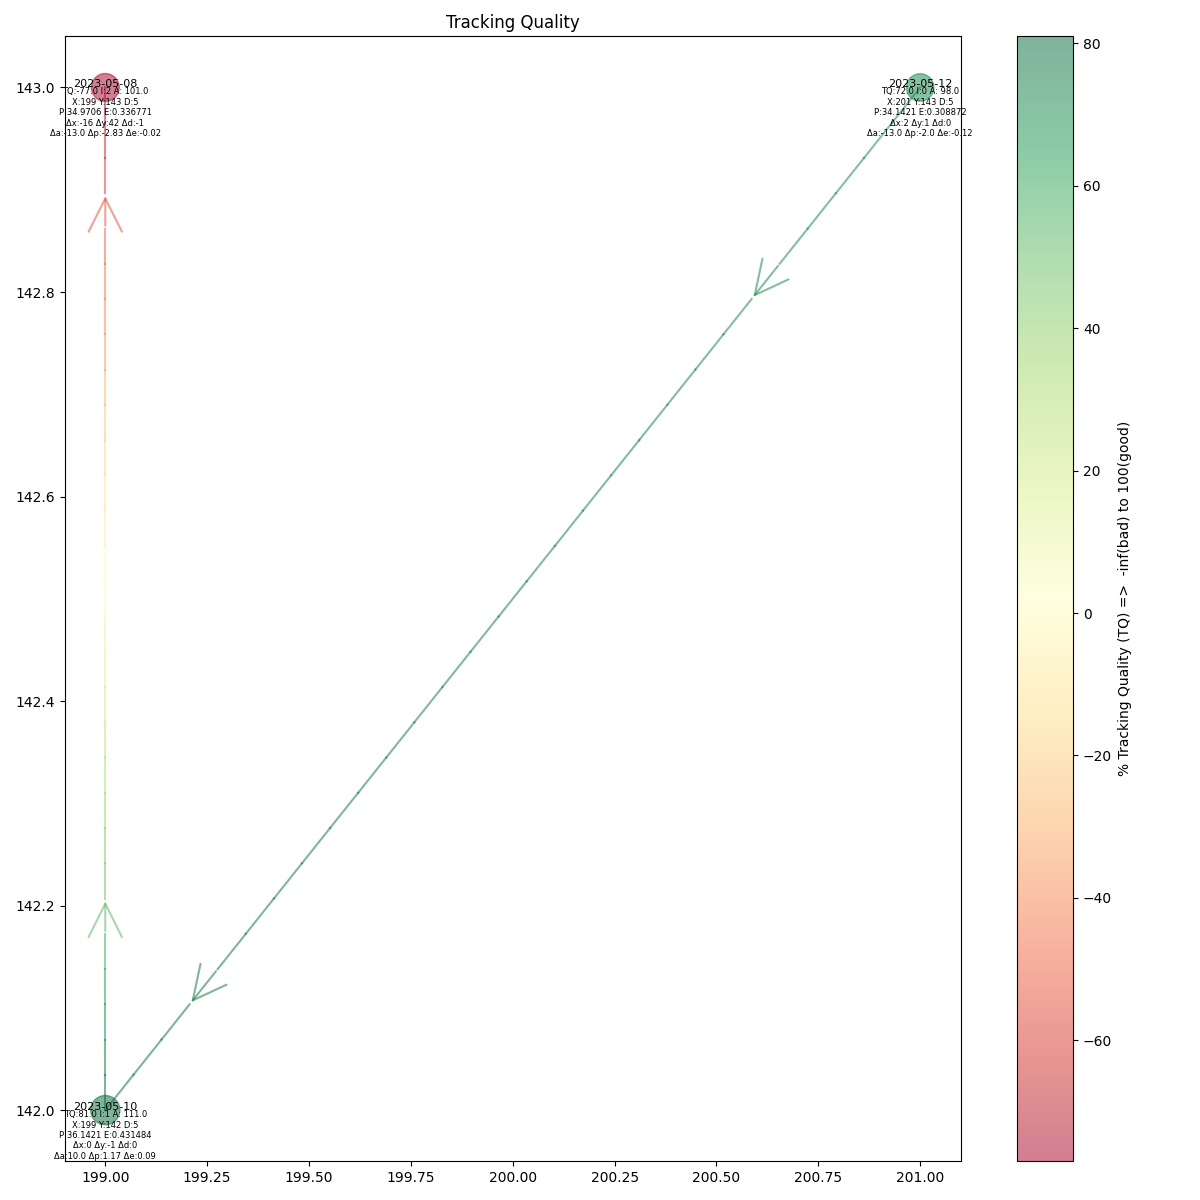 Tracking Quality
143.0
142.8
142.6
142.4
142.2
142.0
2023-05-08
TQ:-77.0 I:2 A: 101.0
X:199 Y:143 D:5
P:34.9706 E:0.336771
Δx:-16 Δy:42 Δd:-1
Δa:-13.0 Δp:-2.83 Δe:-0.02
2023-05-12
TQ:72.0 I:0 A: 98.0
X:201 Y:143 D:5
P:34.1421 E:0.308872
Δx:2 Δy:1 Δd:0
Δa:-13.0 Δp:-2.0 Δe:-0.12
2023-05-10
TQ:81.0 I:1 A: 111.0
X:199 Y:142 D:5
P:36.1421 E:0.431484
Δx:0 Δy:-1 Δd:0
Δa:10.0 Δp:1.17 Δe:0.09
199.00 199.25 199.50 199.75 200.00 200.25 200.50 200.75 201.00
80
60
40
20
0
−20
−40
−60
% Tracking Quality (TQ) => -inf(bad) to 100(good)